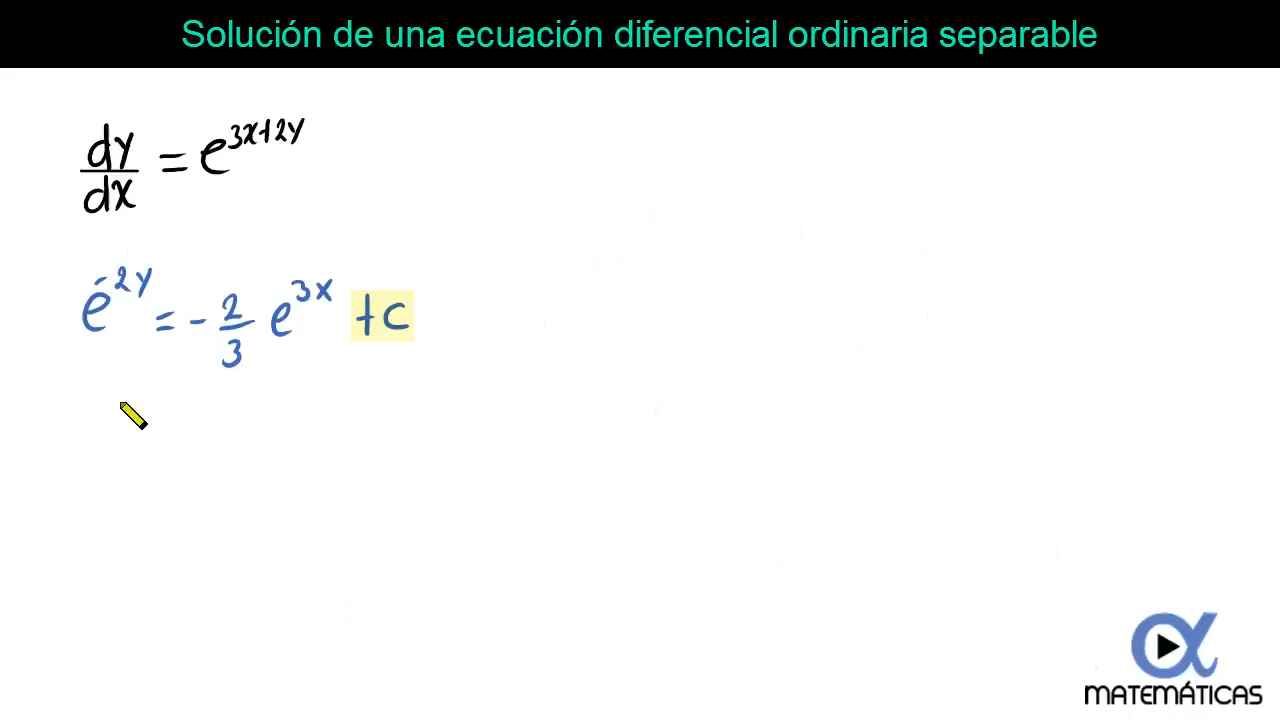 Solución de una ecuación diferencial ordinaria separable
dy/dx = e^{3x+2y}
e^{-2y} = - 2/3 e^{3x} + c
MATEMÁTICAS